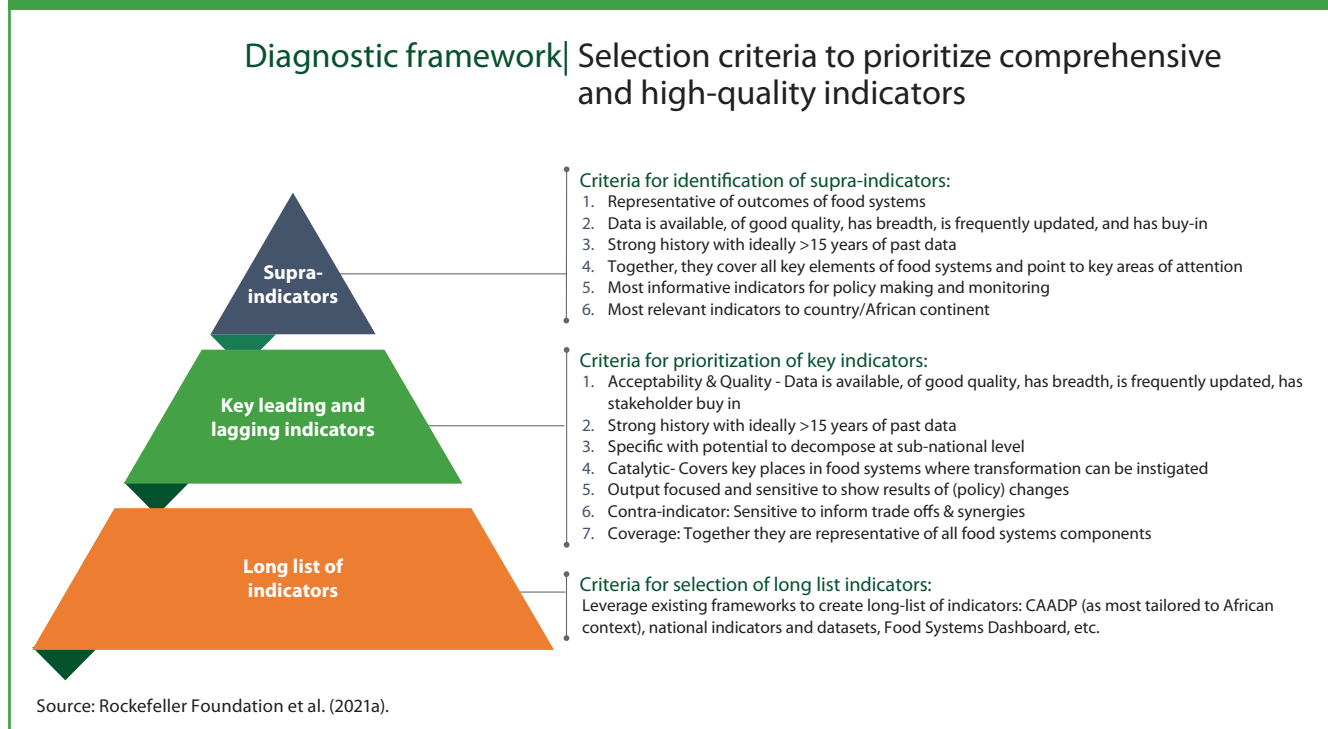 Diagnostic framework| Selection criteria to prioritize comprehensive
and high-quality indicators
Supra-
indicators
Criteria for identification of supra-indicators:
1. Representative of outcomes of food systems
2. Data is available, of good quality, has breadth, is frequently updated, and has buy-in
3. Strong history with ideally >15 years of past data
4. Together, they cover all key elements of food systems and point to key areas of attention
5. Most informative indicators for policy making and monitoring
6. Most relevant indicators to country/African continent
Key leading and
lagging indicators
Criteria for prioritization of key indicators:
1. Acceptability & Quality - Data is available, of good quality, has breadth, is frequently updated, has
stakeholder buy in
2. Strong history with ideally >15 years of past data
3. Specific with potential to decompose at sub-national level
4. Catalytic- Covers key places in food systems where transformation can be instigated
5. Output focused and sensitive to show results of (policy) changes
6. Contra-indicator: Sensitive to inform trade offs & synergies
7. Coverage: Together they are representative of all food systems components
Long list of
indicators
Criteria for selection of long list indicators:
Leverage existing frameworks to create long-list of indicators: CAADP (as most tailored to African
context), national indicators and datasets, Food Systems Dashboard, etc.
Source: Rockefeller Foundation et al. (2021a).